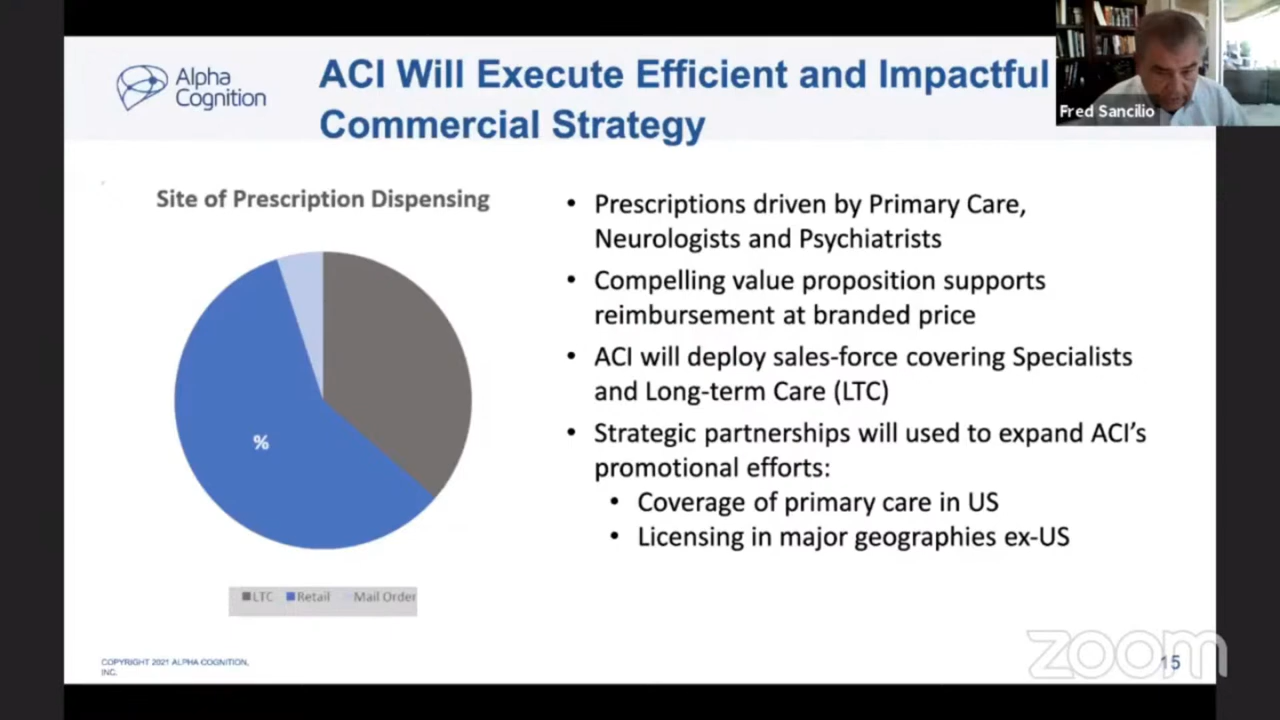 Alpha
Cognition
ACI Will Execute Efficient and Impactful
Commercial Strategy
Fred Sancilio
Site of Prescription Dispensing
%
LTC Retail Mail Order
• Prescriptions driven by Primary Care,
Neurologists and Psychiatrists
• Compelling value proposition supports
reimbursement at branded price
• ACI will deploy sales-force covering Specialists
and Long-term Care (LTC)
• Strategic partnerships will used to expand ACI’s
promotional efforts:
• Coverage of primary care in US
• Licensing in major geographies ex-US
COPYRIGHT 2021 ALPHA COGNITION,
INC.
zoom
15